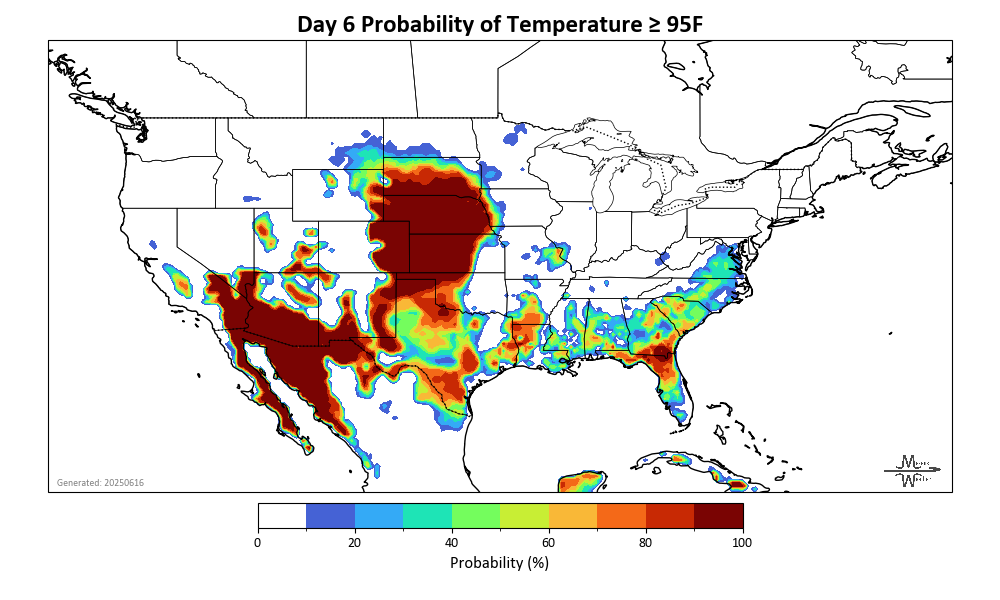 Day 6 Probability of Temperature ≥ 95F
Generated: 20250616
0 20 40 60 80 100
Probability (%)